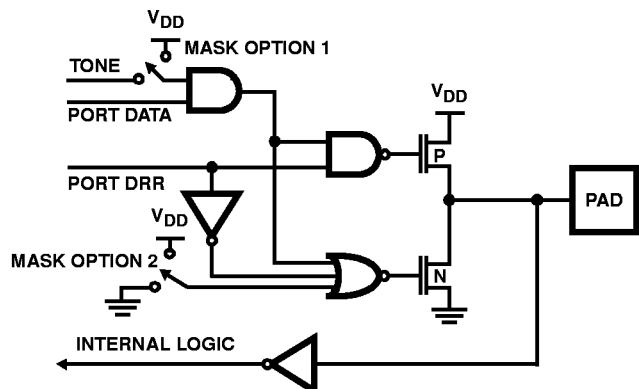 VDD
MASK OPTION 1
TONE
PORT DATA
VDD
P
PORT DRR
PAD
VDD
MASK OPTION 2
N
INTERNAL LOGIC